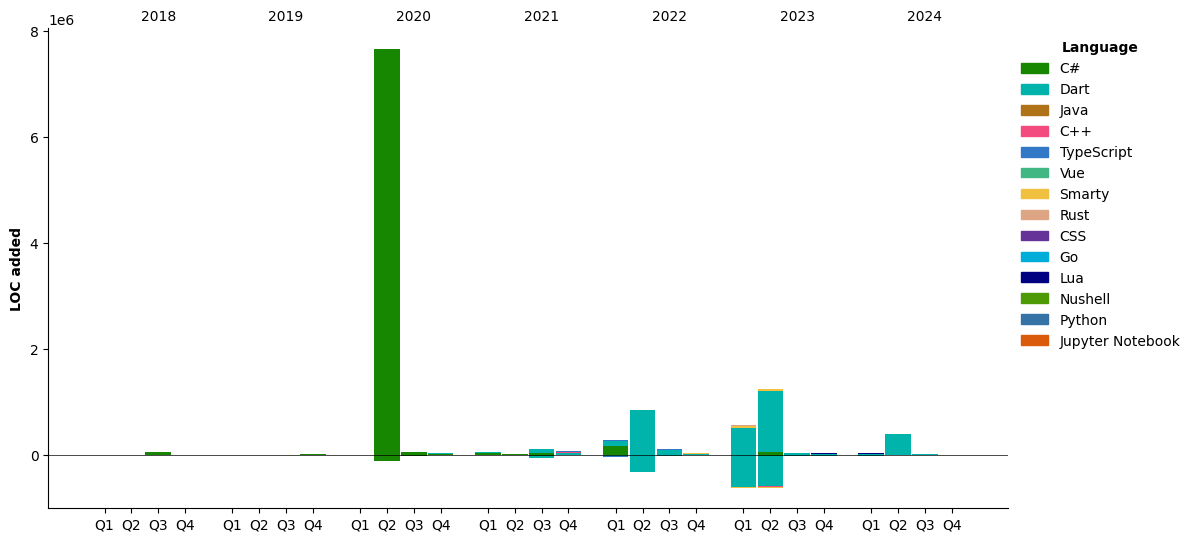 1e6
2018 2019 2020 2021 2022 2023 2024
8
6
4
2
0
LOC added
Q1 Q2 Q3 Q4 Q1 Q2 Q3 Q4 Q1 Q2 Q3 Q4 Q1 Q2 Q3 Q4 Q1 Q2 Q3 Q4 Q1 Q2 Q3 Q4 Q1 Q2 Q3 Q4
Language
C#
Dart
Java
C++
TypeScript
Vue
Smarty
Rust
CSS
Go
Lua
Nushell
Python
Jupyter Notebook